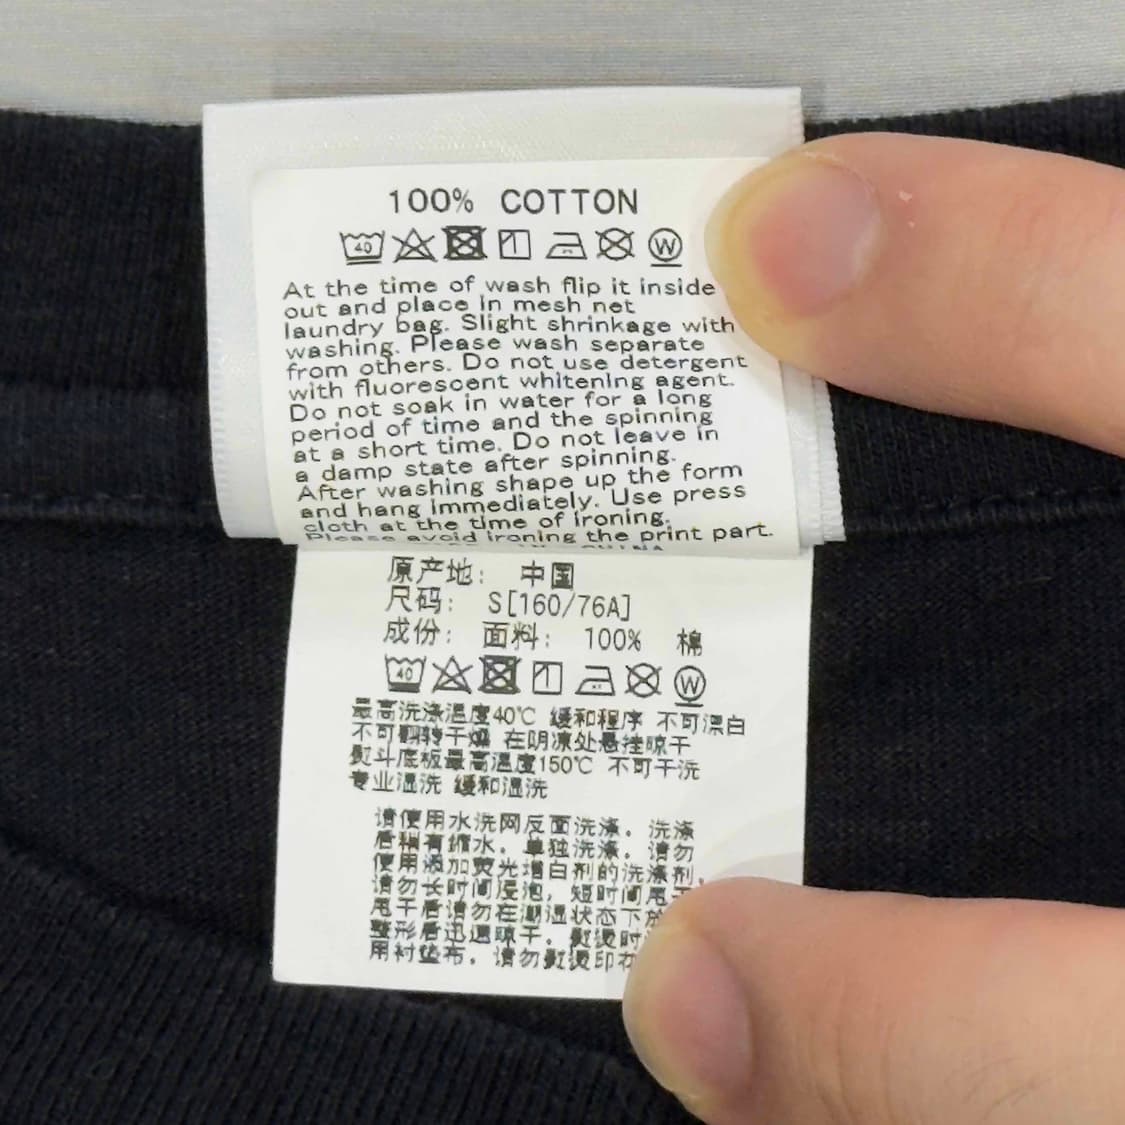 100% COTTON
40 W
At the time of wash flip it inside
out and place in mesh net
laundry bag. Slight shrinkage with
washing. Please wash separate
from others. Do not use detergent
with fluorescent whitening agent.
Do not soak in water for a long
period of time and the spinning
at a short time. Do not leave in
a damp state after spinning.
After washing shape up the form
and hang immediately. Use press
cloth at the time of ironing.
Please avoid ironing the print part.
原产地: 中国
尺码: S[160/76A]
成份: 面料: 100% 棉
40 W
最高洗涤温度40℃ 缓和程序 不可漂白
不可翻转干燥 在阴凉处悬挂晾干
熨斗底板最高温度150℃ 不可干洗
专业湿洗 缓和湿洗
请使用水洗网反面洗涤。洗涤
后稍有缩水。单独洗涤。请勿
使用添加荧光增白剂的洗涤剂。
请勿长时间浸泡,短时间甩干
甩干后请勿在潮湿状态下放
整形后迅速晾干。熨烫时
用衬垫布。请勿熨烫印花